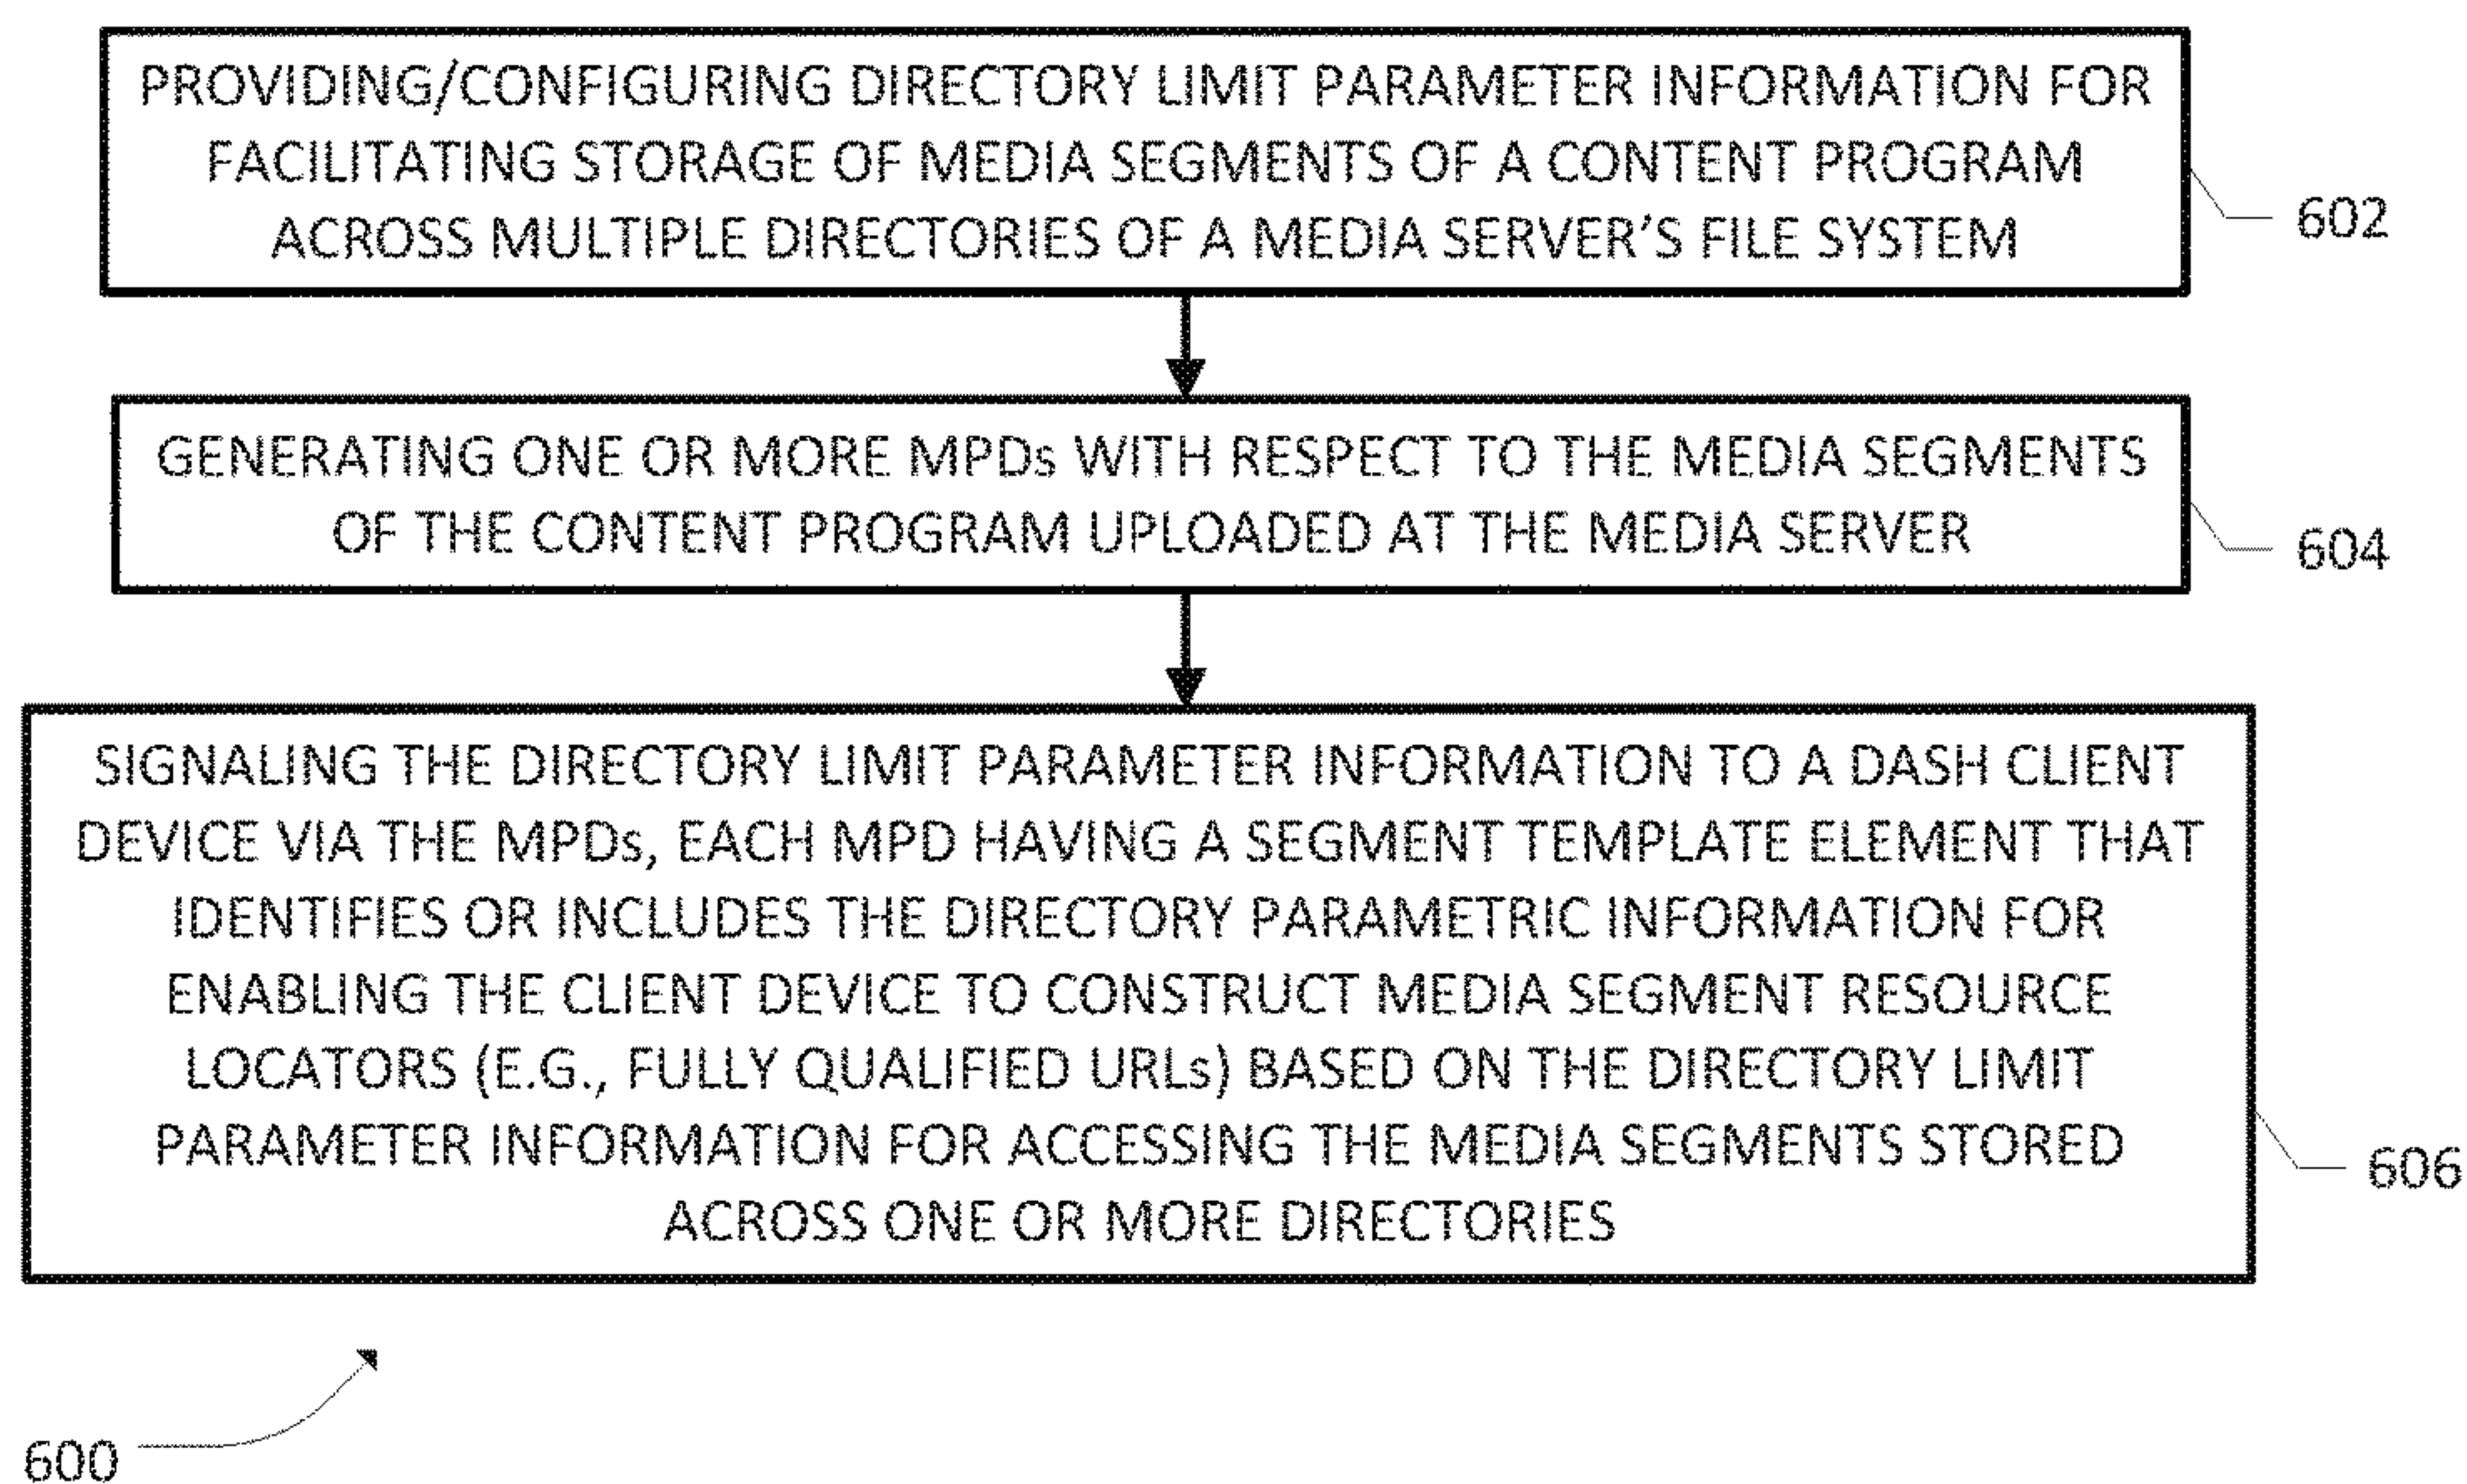 PROVIDING/CONFIGURING DIRECTORY LIMIT PARAMETER INFORMATION FOR
FACILITATING STORAGE OF MEDIA SEGMENTS OF A CONTENT PROGRAM
ACROSS MULTIPLE DIRECTORIES OF A MEDIA SERVER'S FILE SYSTEM
602
GENERATING ONE OR MORE MPDs WITH RESPECT TO THE MEDIA SEGMENTS
OF THE CONTENT PROGRAM UPLOADED AT THE MEDIA SERVER
604
SIGNALING THE DIRECTORY LIMIT PARAMETER INFORMATION TO A DASH CLIENT
DEVICE VIA THE MPDs, EACH MPD HAVING A SEGMENT TEMPLATE ELEMENT THAT
IDENTIFIES OR INCLUDES THE DIRECTORY PARAMETRIC INFORMATION FOR
ENABLING THE CLIENT DEVICE TO CONSTRUCT MEDIA SEGMENT RESOURCE
LOCATORS (E.G., FULLY QUALIFIED URLs) BASED ON THE DIRECTORY LIMIT
PARAMETER INFORMATION FOR ACCESSING THE MEDIA SEGMENTS STORED
ACROSS ONE OR MORE DIRECTORIES
606
600